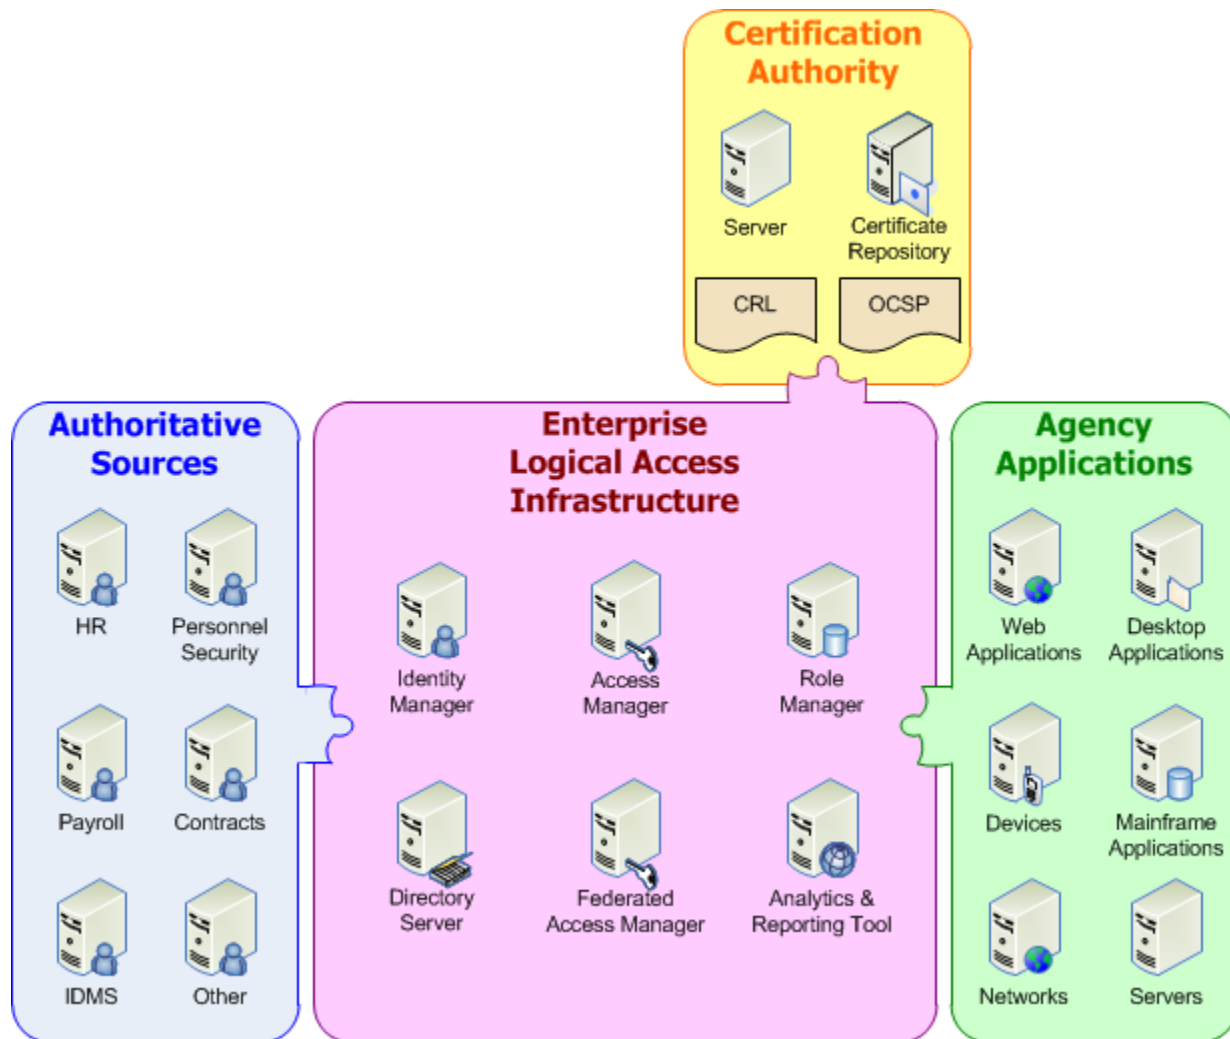 Certification
Authority
Server
Certificate
Repository
CRL
OCSP
Authoritative
Sources
HR
Personnel
Security
Payroll
Contracts
IDMS
Other
Enterprise
Logical Access
Infrastructure
Identity
Manager
Access
Manager
Role
Manager
Directory
Server
Federated
Access Manager
Analytics &
Reporting Tool
Agency
Applications
Web
Applications
Desktop
Applications
Devices
Mainframe
Applications
Networks
Servers